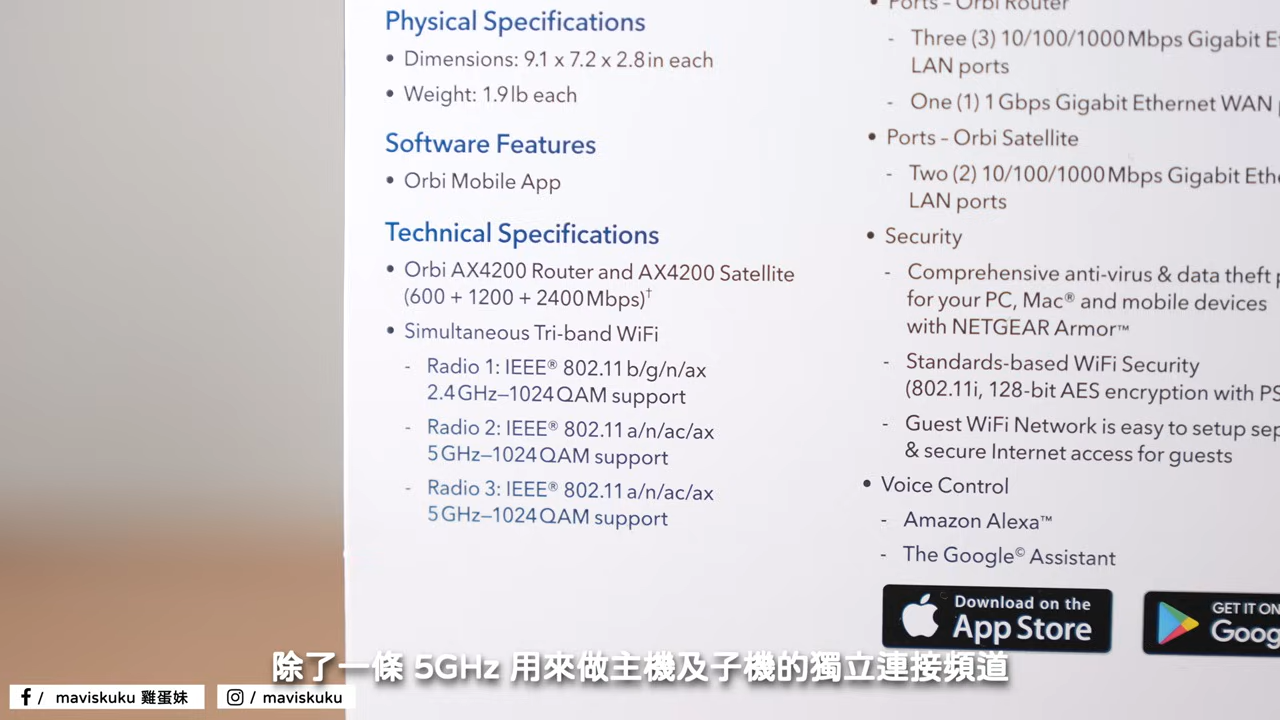 Physical Specifications
• Dimensions: 9.1 x 7.2 x 2.8 in each
• Weight: 1.9 lb each
Software Features
• Orbi Mobile App
Technical Specifications
• Orbi AX4200 Router and AX4200 Satellite
(600 + 1200 + 2400 Mbps)†
• Simultaneous Tri-band WiFi
- Radio 1: IEEE® 802.11 b/g/n/ax
2.4 GHz–1024 QAM support
- Radio 2: IEEE® 802.11 a/n/ac/ax
5 GHz–1024 QAM support
- Radio 3: IEEE® 802.11 a/n/ac/ax
5 GHz–1024 QAM support
• Ports – Orbi Router
- Three (3) 10/100/1000 Mbps Gigabit
LAN ports
- One (1) 1 Gbps Gigabit Ethernet WAN
• Ports – Orbi Satellite
- Two (2) 10/100/1000 Mbps Gigabit
LAN ports
• Security
- Comprehensive anti-virus & data theft
for your PC, Mac® and mobile devices
with NETGEAR Armor™
- Standards-based WiFi Security
(802.11i, 128-bit AES encryption with
- Guest WiFi Network is easy to setup
& secure Internet access for guests
• Voice Control
- Amazon Alexa™
- The Google© Assistant
Download on the
App Store
GET IT ON
除了一條 5GHz 用來做主機及子機的獨立連接頻道
f / maviskuku 雞蛋妹
/ maviskuku